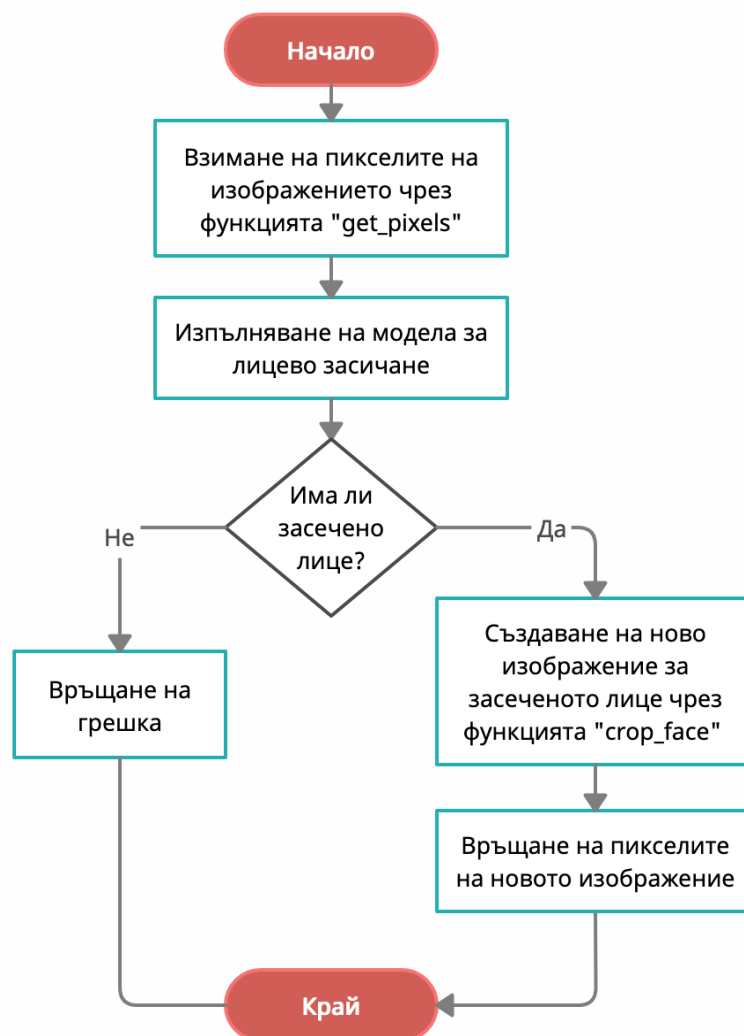 Начало
Взимане на пикселите на
изображението чрез
функцията "get_pixels"
Изпълняване на модела за
лицево засичане
Има ли
засечено
лице?
Не
Да
Създаване на ново
изображение за
засеченото лице чрез
функцията "crop_face"
Връщане на
грешка
Връщане на пикселите
на новото изображение
Край